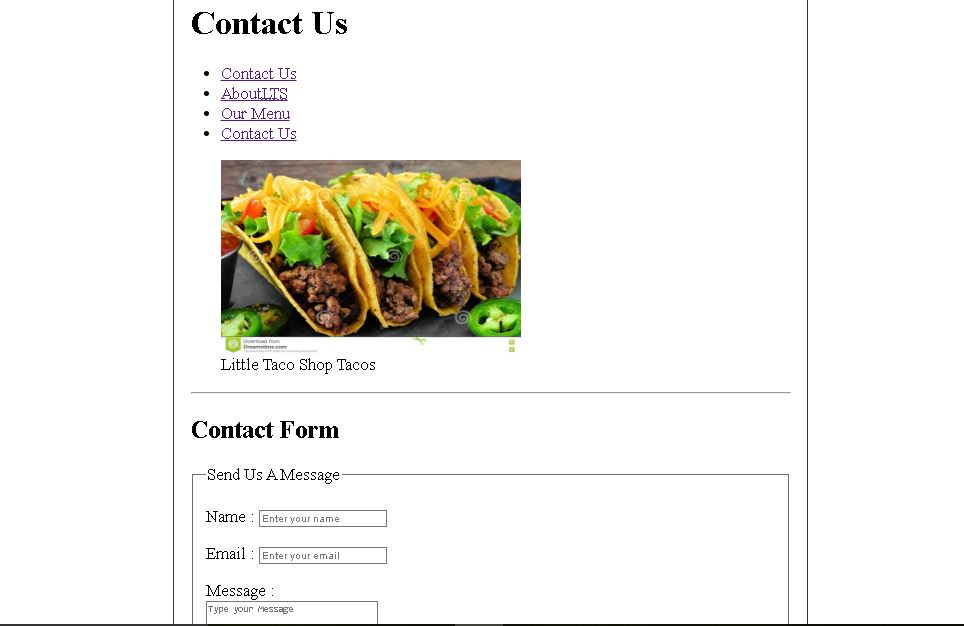 Contact Us
Contact Us
AboutLTS
Our Menu
Contact Us
Download from
Dreamstime.com
Little Taco Shop Tacos
Contact Form
Send Us A Message
Name : Enter your name
Email : Enter your email
Message :
Type your Message